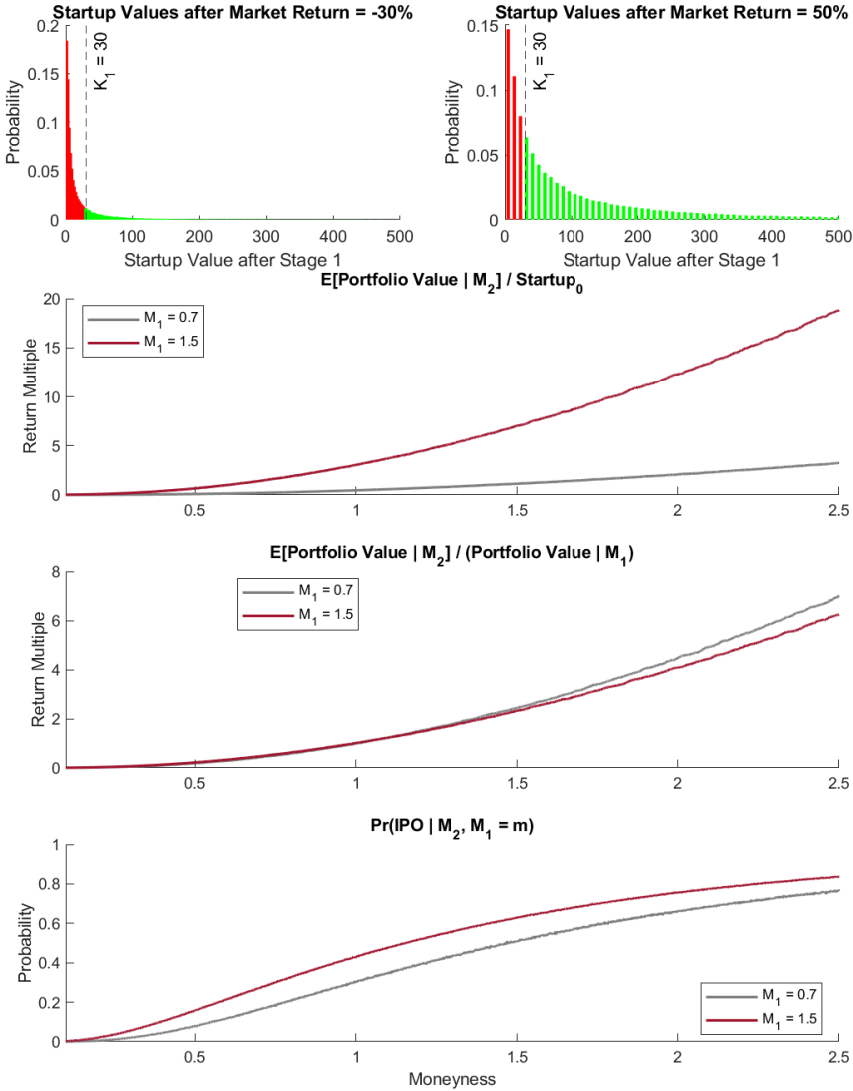 Startup Values after Market Return = -30%
0.2
0.15
0.1
0.05
0
Probability
K1 = 30
0 100 200 300 400 500
Startup Value after Stage 1
Startup Values after Market Return = 50%
0.15
0.1
0.05
0
Probability
K1 = 30
0 100 200 300 400 500
Startup Value after Stage 1
E[Portfolio Value | M2] / Startup0
20
15
10
5
0
Return Multiple
M1 = 0.7
M1 = 1.5
0.5 1 1.5 2 2.5
E[Portfolio Value | M2] / (Portfolio Value | M1)
8
6
4
2
0
Return Multiple
M1 = 0.7
M1 = 1.5
0.5 1 1.5 2 2.5
Pr(IPO | M2, M1 = m)
1
0.8
0.6
0.4
0.2
0
Probability
M1 = 0.7
M1 = 1.5
0.5 1 1.5 2 2.5
Moneyness